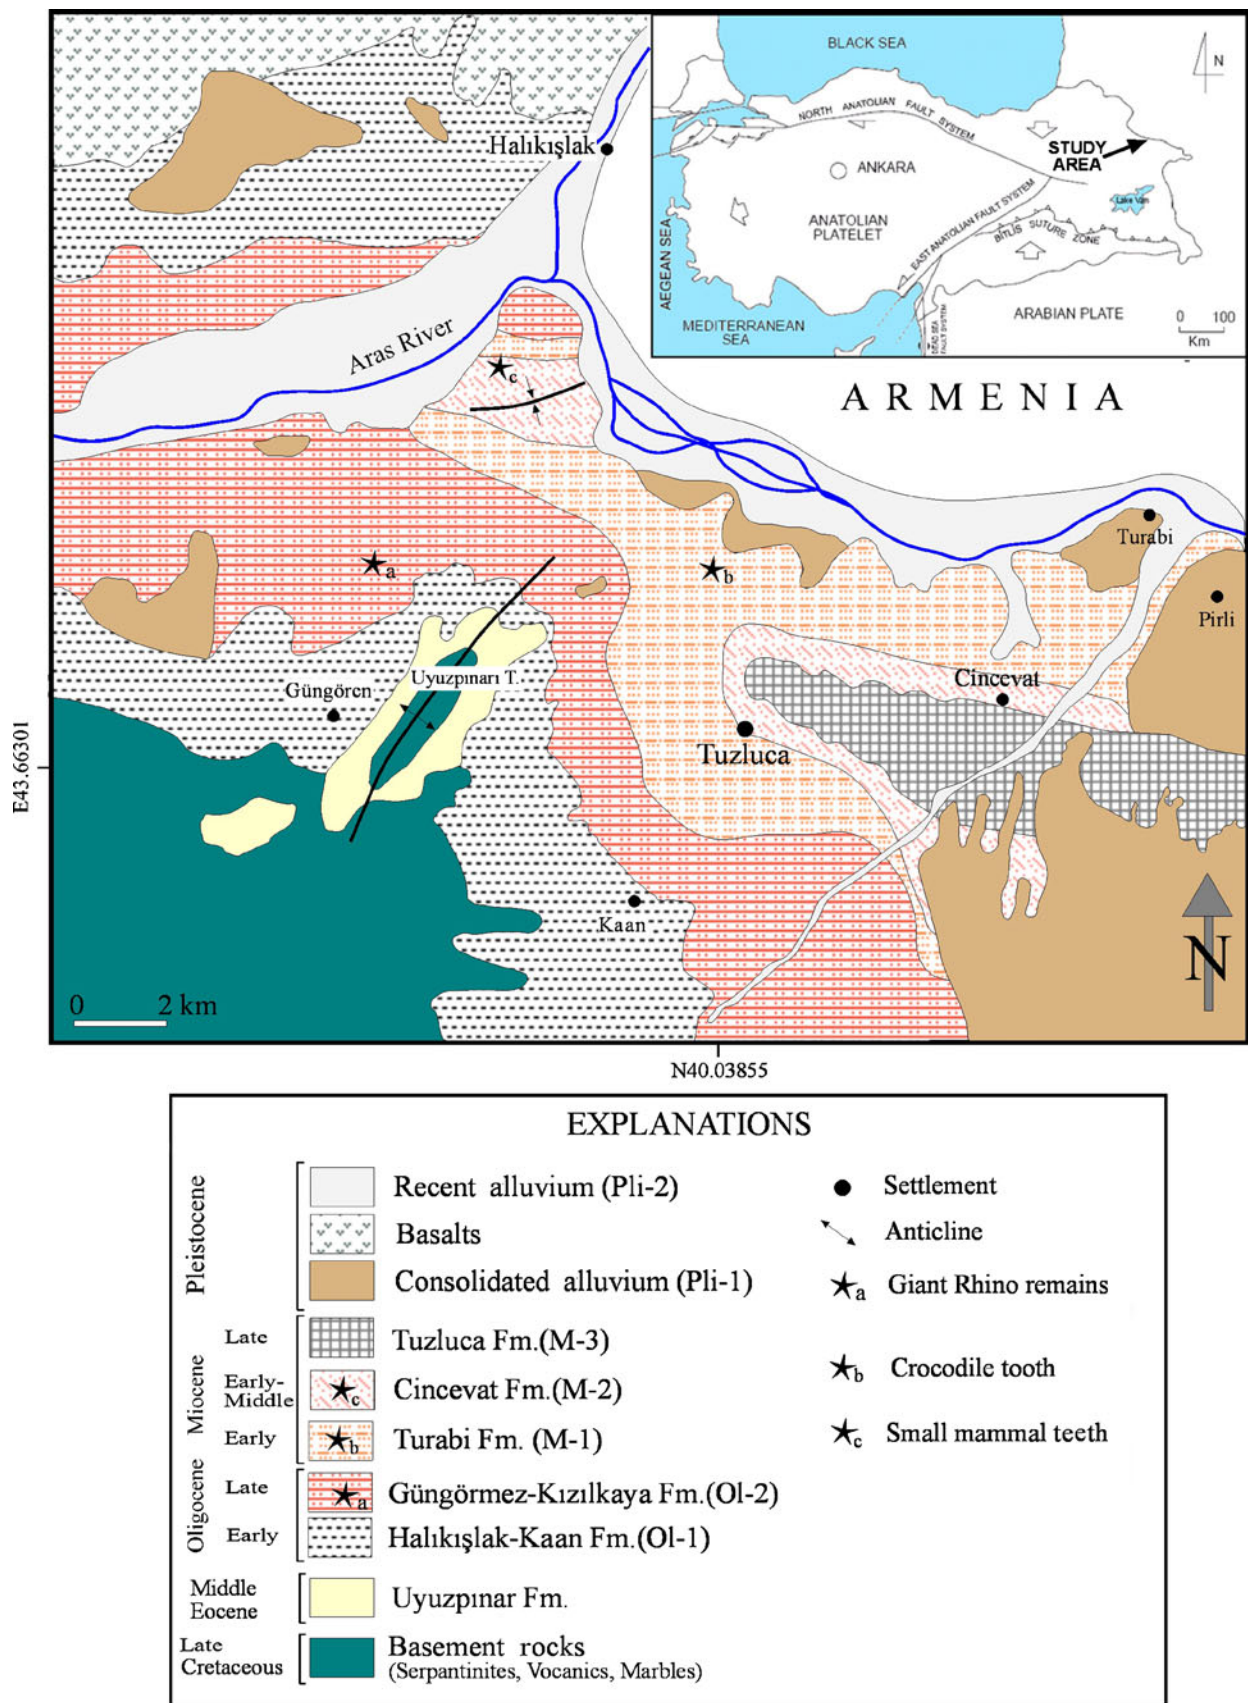 BLACK SEA
N
NORTH ANATOLIAN FAULT SYSTEM
STUDY
AREA
ANKARA
Lake Van
ANATOLIAN
PLATELET
EAST ANATOLIAN FAULT SYSTEM
BITLIS SUTURE ZONE
AEGEAN SEA
MEDITERRANEAN
SEA
DEAD SEA
FAULT SYSTEM
ARABIAN PLATE
0 100
Km
Halıkışlak
Aras River
c
ARMENIA
a
b
Turabi
Pirli
Uyuzpınarı T.
Güngören
Cincevat
Tuzluca
E43.66301
Kaan
N
0 2 km
N40.03855
EXPLANATIONS
Pleistocene
Recent alluvium (Pli-2)
Basalts
Consolidated alluvium (Pli-1)
Miocene
Late
Tuzluca Fm.(M-3)
Early-
Middle
c
Cincevat Fm.(M-2)
Early
b
Turabi Fm. (M-1)
Oligocene
Late
a
Güngörmez-Kızılkaya Fm.(Ol-2)
Early
Halıkışlak-Kaan Fm.(Ol-1)
Middle
Eocene
Uyuzpınar Fm.
Late
Cretaceous
Basement rocks
(Serpantinites, Vocanics, Marbles)
Settlement
Anticline
a Giant Rhino remains
b Crocodile tooth
c Small mammal teeth